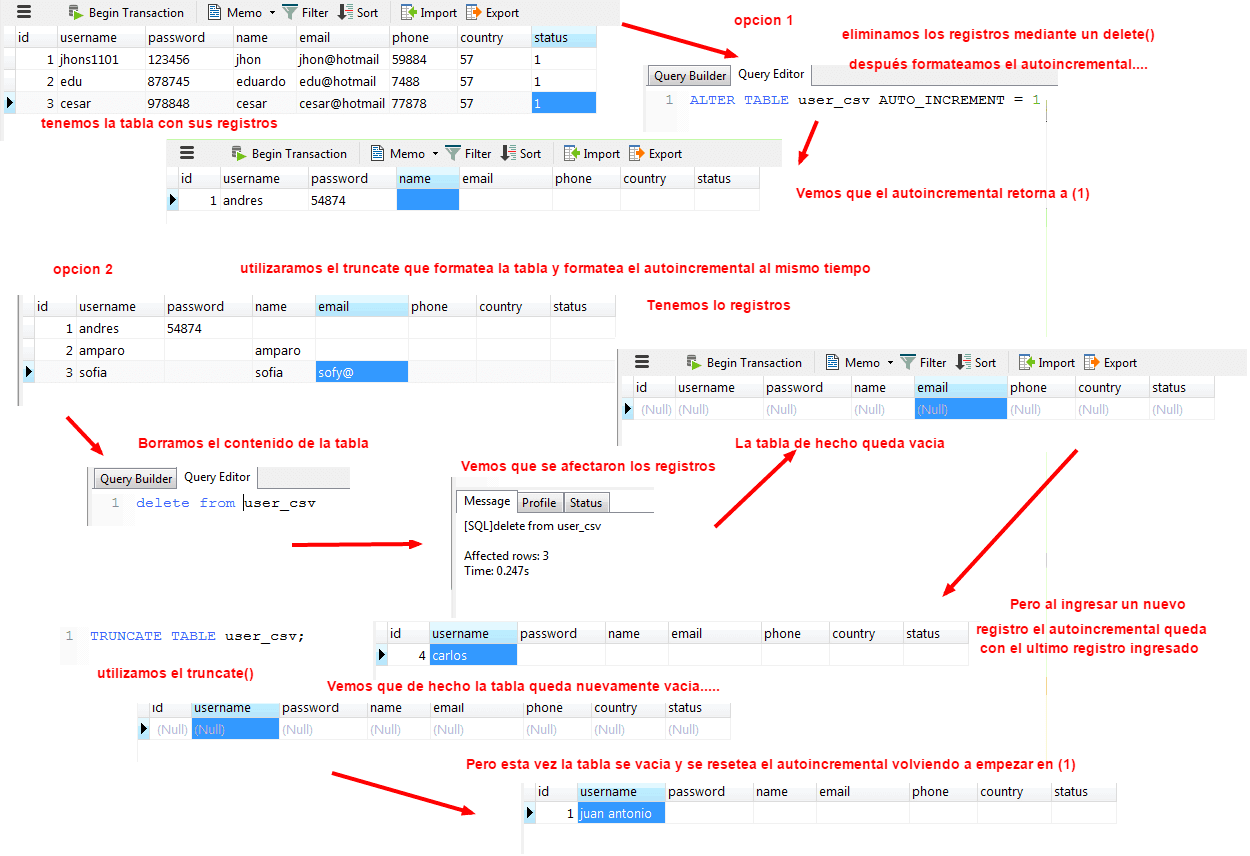 Begin Transaction Memo Filter Sort Import Export
id username password name email phone country status
1 jhons1101 123456 jhon jhon@hotmail 59884 57 1
2 edu 878745 eduardo edu@hotmail 7488 57 1
3 cesar 978848 cesar cesar@hotmail 77878 57 1
tenemos la tabla con sus registros
opcion 1
eliminamos los registros mediante un delete()
después formateamos el autoincremental....
Query Builder Query Editor
1 ALTER TABLE user_csv AUTO_INCREMENT = 1
Begin Transaction Memo Filter Sort Import Export
id username password name email phone country status
1 andres 54874
Vemos que el autoincremental retorna a (1)
opcion 2
utilizaramos el truncate que formatea la tabla y formatea el autoincremental al mismo tiempo
id username password name email phone country status
1 andres 54874
2 amparo amparo
3 sofia sofia sofy@
Tenemos lo registros
Begin Transaction Memo Filter Sort Import Export
id username password name email phone country status
(Null) (Null) (Null) (Null) (Null) (Null) (Null) (Null)
Borramos el contenido de la tabla
La tabla de hecho queda vacia
Query Builder Query Editor
1 delete from user_csv
Vemos que se afectaron los registros
Message Profile Status
[SQL]delete from user_csv
Affected rows: 3
Time: 0.247s
Pero al ingresar un nuevo
registro el autoincremental queda
con el ultimo registro ingresado
id username password name email phone country status
4 carlos
1 TRUNCATE TABLE user_csv;
utilizamos el truncate()
Vemos que de hecho la tabla queda nuevamente vacia.....
id username password name email phone country status
(Null) (Null) (Null) (Null) (Null) (Null) (Null) (Null)
Pero esta vez la tabla se vacia y se resetea el autoincremental volviendo a empezar en (1)
id username password name email phone country status
1 juan antonio